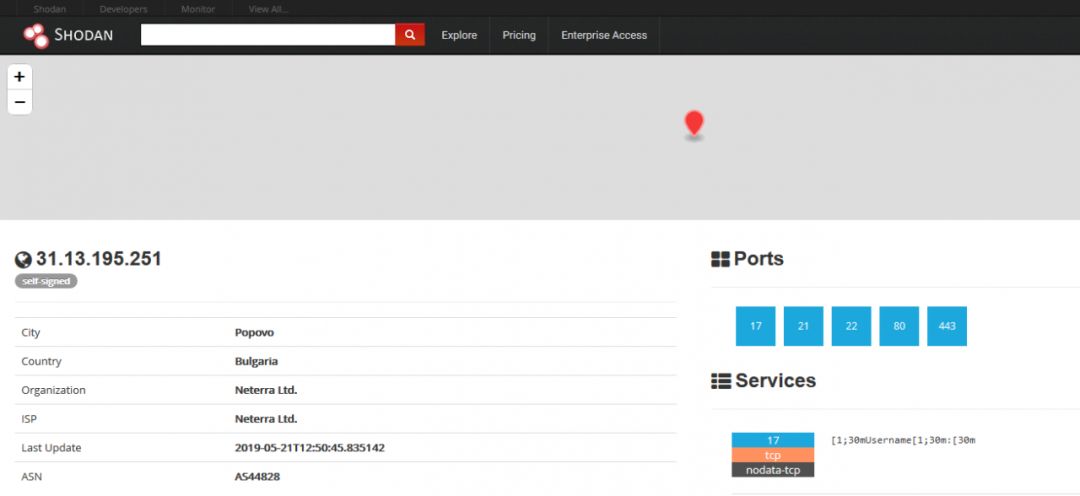 Shodan Developers Monitor View All...
SHODAN Explore Pricing Enterprise Access
+
−
31.13.195.251
self-signed
City Popovo
Country Bulgaria
Organization Neterra Ltd.
ISP Neterra Ltd.
Last Update 2019-05-21T12:50:45.835142
ASN AS44828
Ports
17 21 22 80 443
Services
17
tcp
nodata-tcp
[1;30mUsername[1;30m:[30m